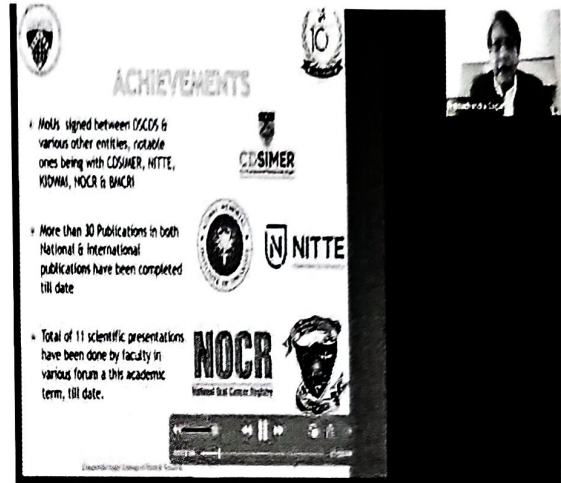 10
ACHIEVEMENTS
MoUs signed between DSCDS &
various other entities, notable
ones being with CDSIMER, NITTE,
KIDWAI, NOCR & BMCRI
CDSIMER
More than 30 Publications in both
National & International
publications have been completed
till date
NITTE
Total of 11 scientific presentations
have been done by faculty in
various forum a this academic
term, till date.
NOCR
National Oral Cancer Registry